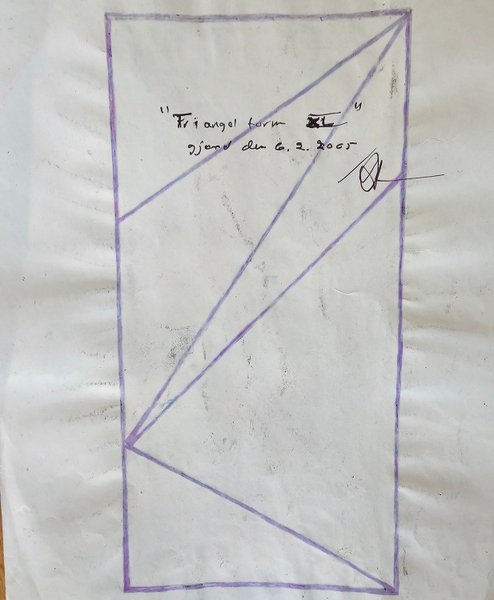 "Triangel form XL"
gjord den 6.2.2005